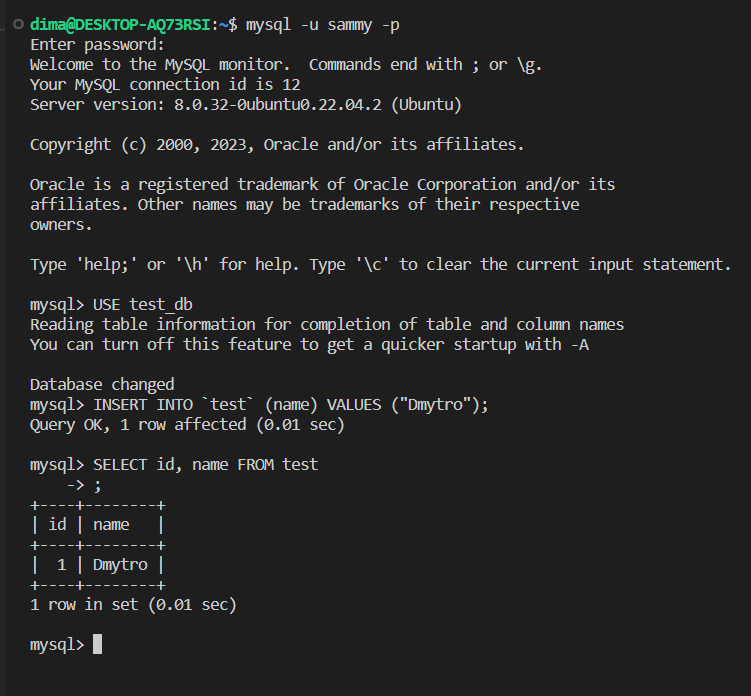 dima@DESKTOP-AQ73RSI:~$ mysql -u sammy -p
Enter password:
Welcome to the MySQL monitor.  Commands end with ; or \g.
Your MySQL connection id is 12
Server version: 8.0.32-0ubuntu0.22.04.2 (Ubuntu)

Copyright (c) 2000, 2023, Oracle and/or its affiliates.

Oracle is a registered trademark of Oracle Corporation and/or its
affiliates. Other names may be trademarks of their respective
owners.

Type 'help;' or '\h' for help. Type '\c' to clear the current input statement.

mysql> USE test_db
Reading table information for completion of table and column names
You can turn off this feature to get a quicker startup with -A

Database changed
mysql> INSERT INTO `test` (name) VALUES ("Dmytro");
Query OK, 1 row affected (0.01 sec)

mysql> SELECT id, name FROM test
    -> ;
+----+--------+
| id | name   |
+----+--------+
|  1 | Dmytro |
+----+--------+
1 row in set (0.01 sec)

mysql>